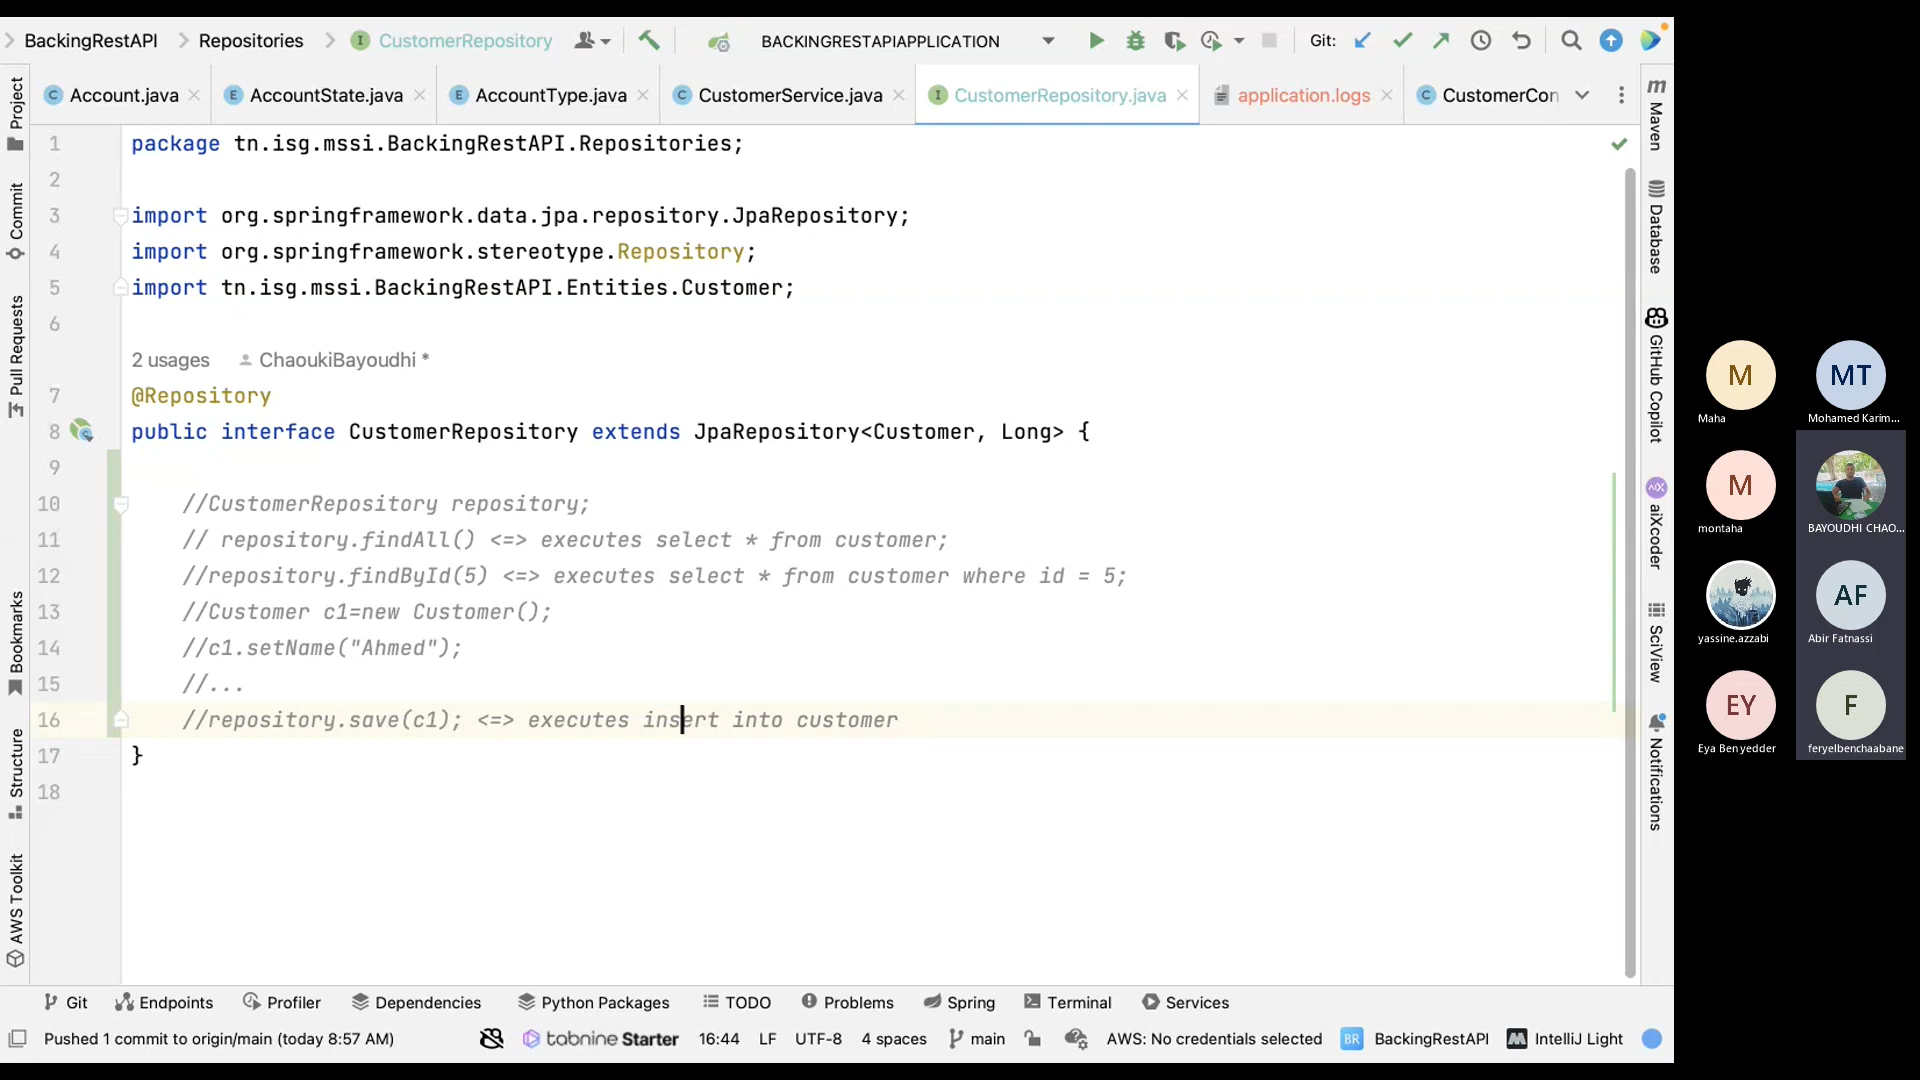 BackingRestAPI Repositories I CustomerRepository BACKINGRESTAPIAPPLICATION Git:
C Account.java E AccountState.java E AccountType.java C CustomerService.java I CustomerRepository.java application.logs C CustomerCon
Project
Commit
Pull Requests
Bookmarks
Structure
AWS Toolkit
1 package tn.isg.mssi.BackingRestAPI.Repositories;
2
3 import org.springframework.data.jpa.repository.JpaRepository;
4 import org.springframework.stereotype.Repository;
5 import tn.isg.mssi.BackingRestAPI.Entities.Customer;
6
2 usages ChaoukiBayoudhi *
7 @Repository
8 public interface CustomerRepository extends JpaRepository<Customer, Long> {
9
10 //CustomerRepository repository;
11 // repository.findAll() <=> executes select * from customer;
12 //repository.findById(5) <=> executes select * from customer where id = 5;
13 //Customer c1=new Customer();
14 //c1.setName("Ahmed");
15 //...
16 //repository.save(c1); <=> executes insert into customer
17 }
18
m Maven
Database
GitHub Copilot
aiXcoder
SciView
Notifications
Git Endpoints Profiler Dependencies Python Packages TODO Problems Spring Terminal Services
Pushed 1 commit to origin/main (today 8:57 AM) tabnine Starter 16:44 LF UTF-8 4 spaces main AWS: No credentials selected BR BackingRestAPI IntelliJ Light
M MT
Maha Mohamed Karim...
M
montaha BAYOUDHI CHAO...
AF
yassine.azzabi Abir Fatnassi
EY F
Eya Benyedder feryelbenchaabane